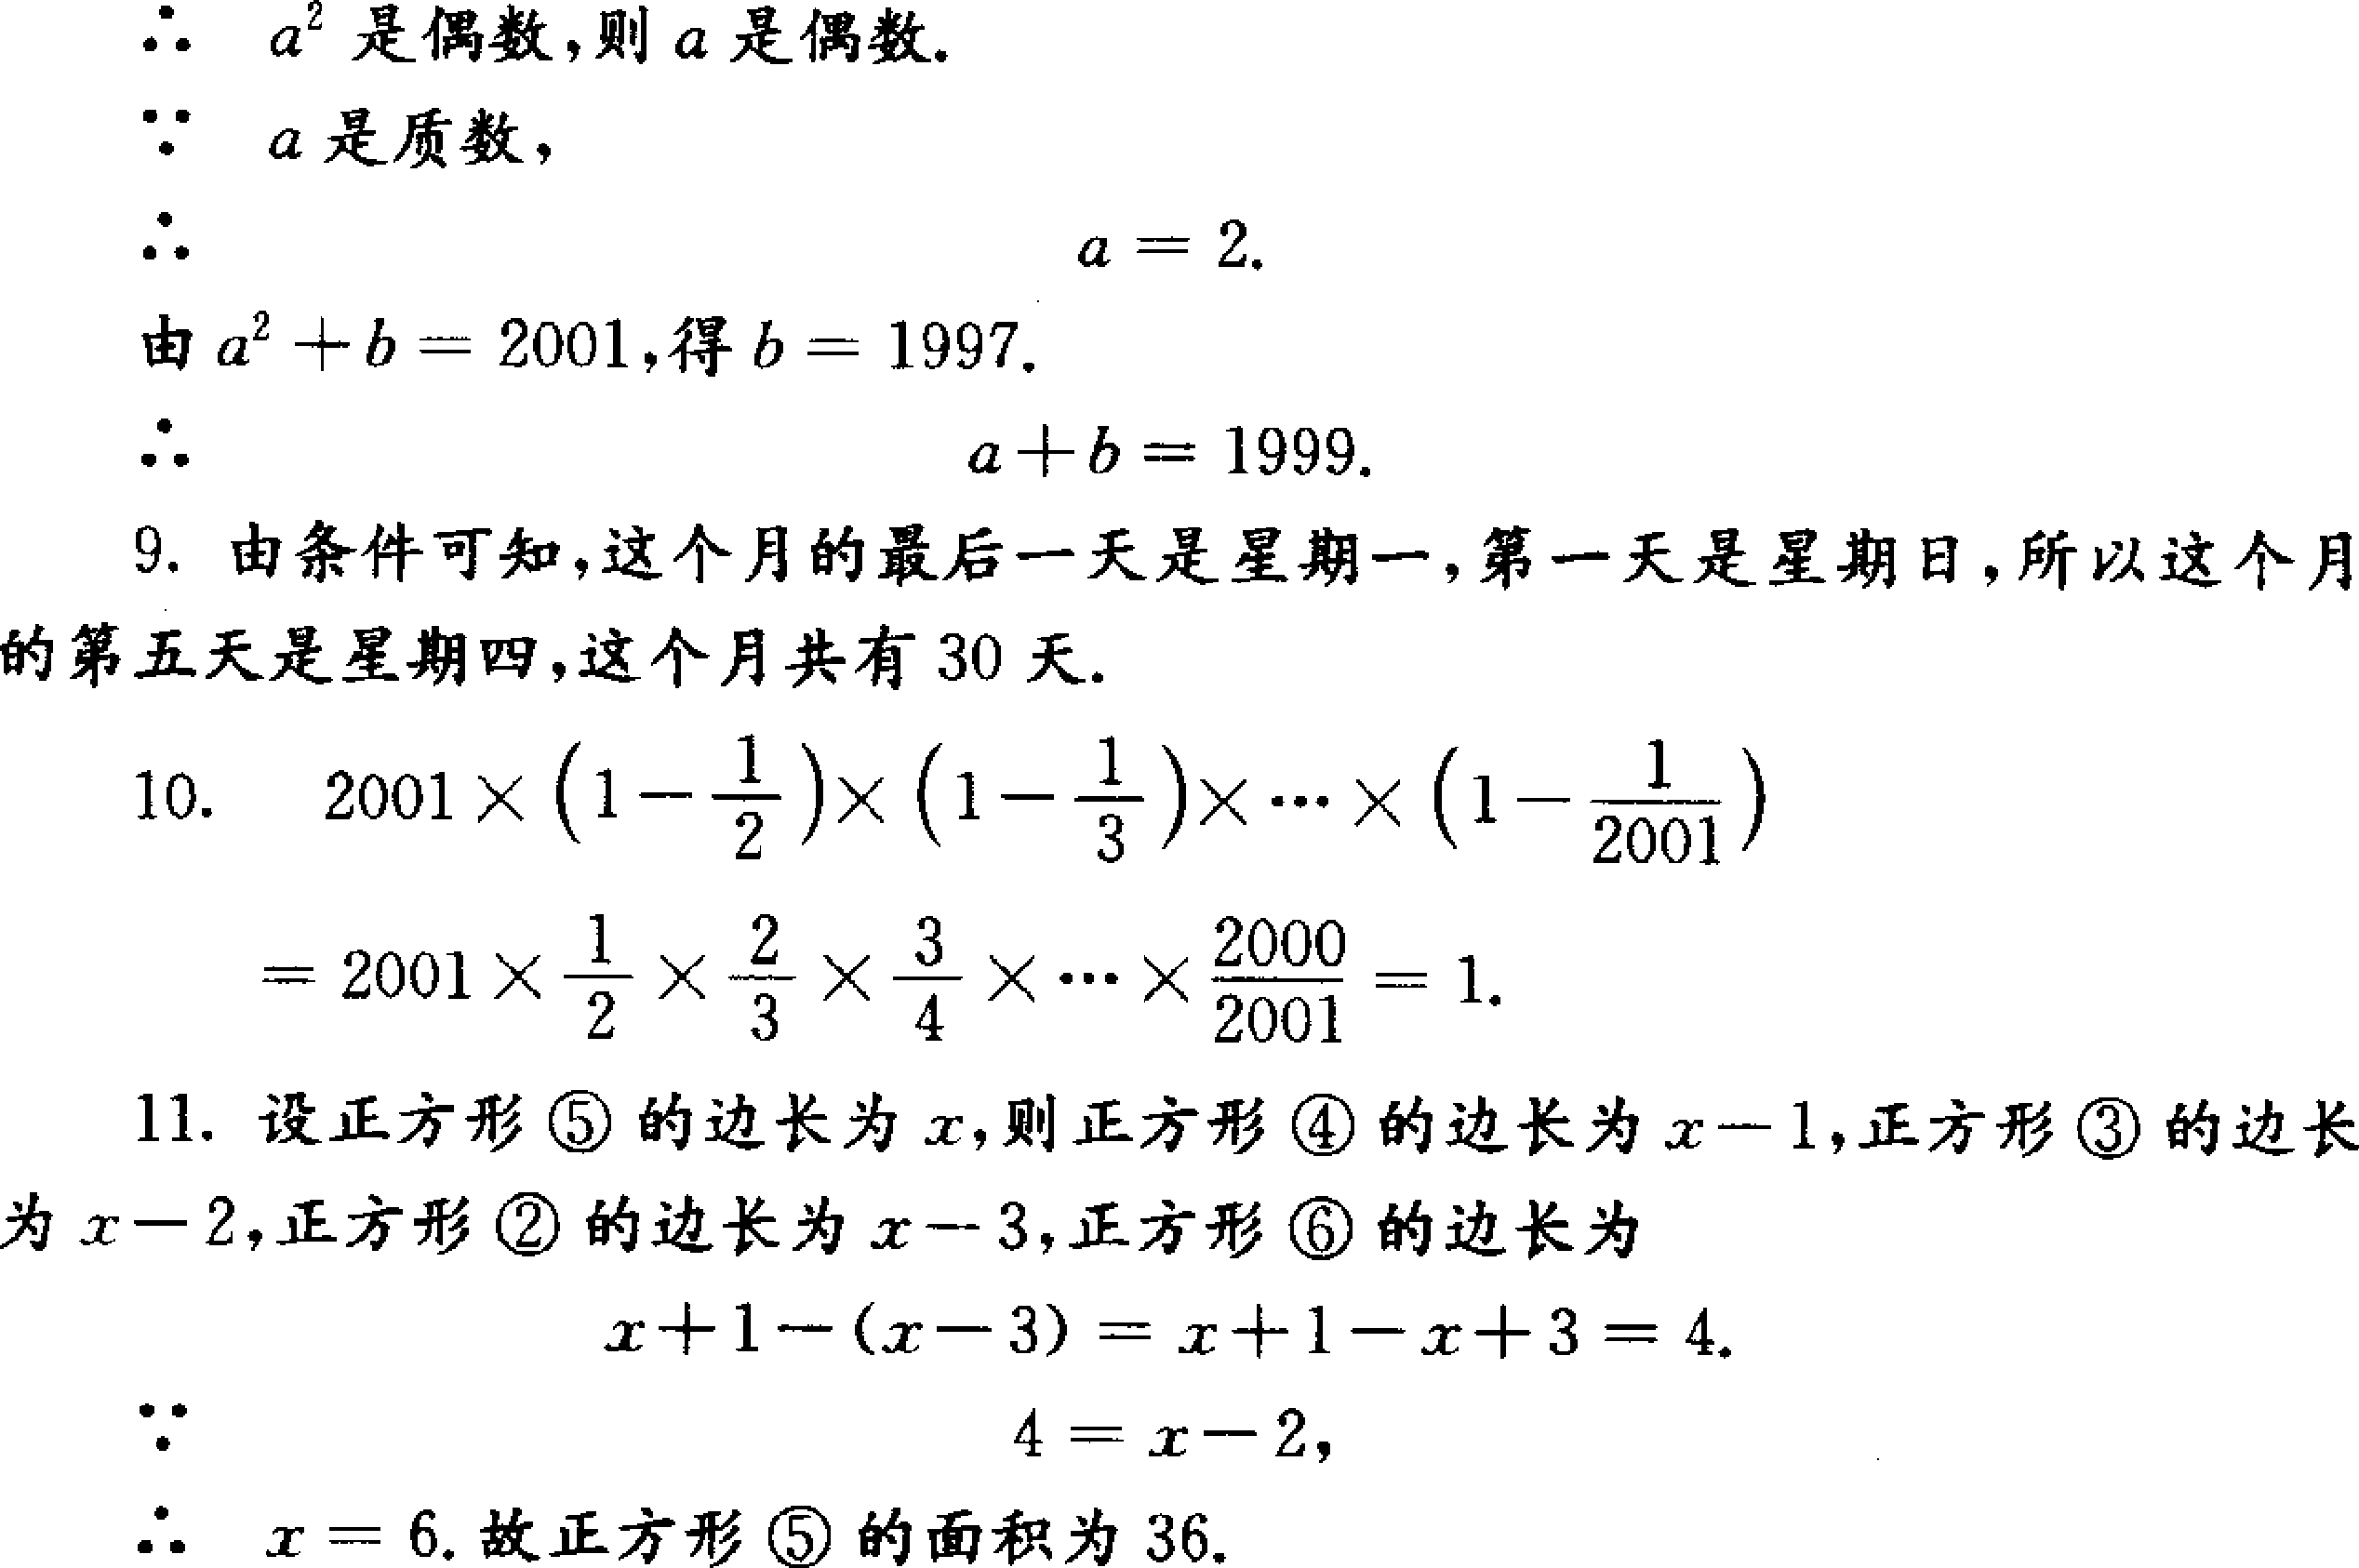 ∴ a² 是偶数,则 a 是偶数.
∵ a 是质数,
∴ a = 2.
由 a² + b = 2001,得 b = 1997.
∴ a + b = 1999.
9. 由条件可知,这个月的最后一天是星期一,第一天是星期日,所以这个月
的第五天是星期四,这个月共有 30 天.
10. 2001 × (1 − 1/2) × (1 − 1/3) × ⋯ × (1 − 1/2001)
= 2001 × 1/2 × 2/3 × 3/4 × ⋯ × 2000/2001 = 1.
11. 设正方形 ⑤ 的边长为 x,则正方形 ④ 的边长为 x − 1,正方形 ③ 的边长
为 x − 2,正方形 ② 的边长为 x − 3,正方形 ⑥ 的边长为
x + 1 − (x − 3) = x + 1 − x + 3 = 4.
∵ 4 = x − 2,
∴ x = 6. 故正方形 ⑤ 的面积为 36.